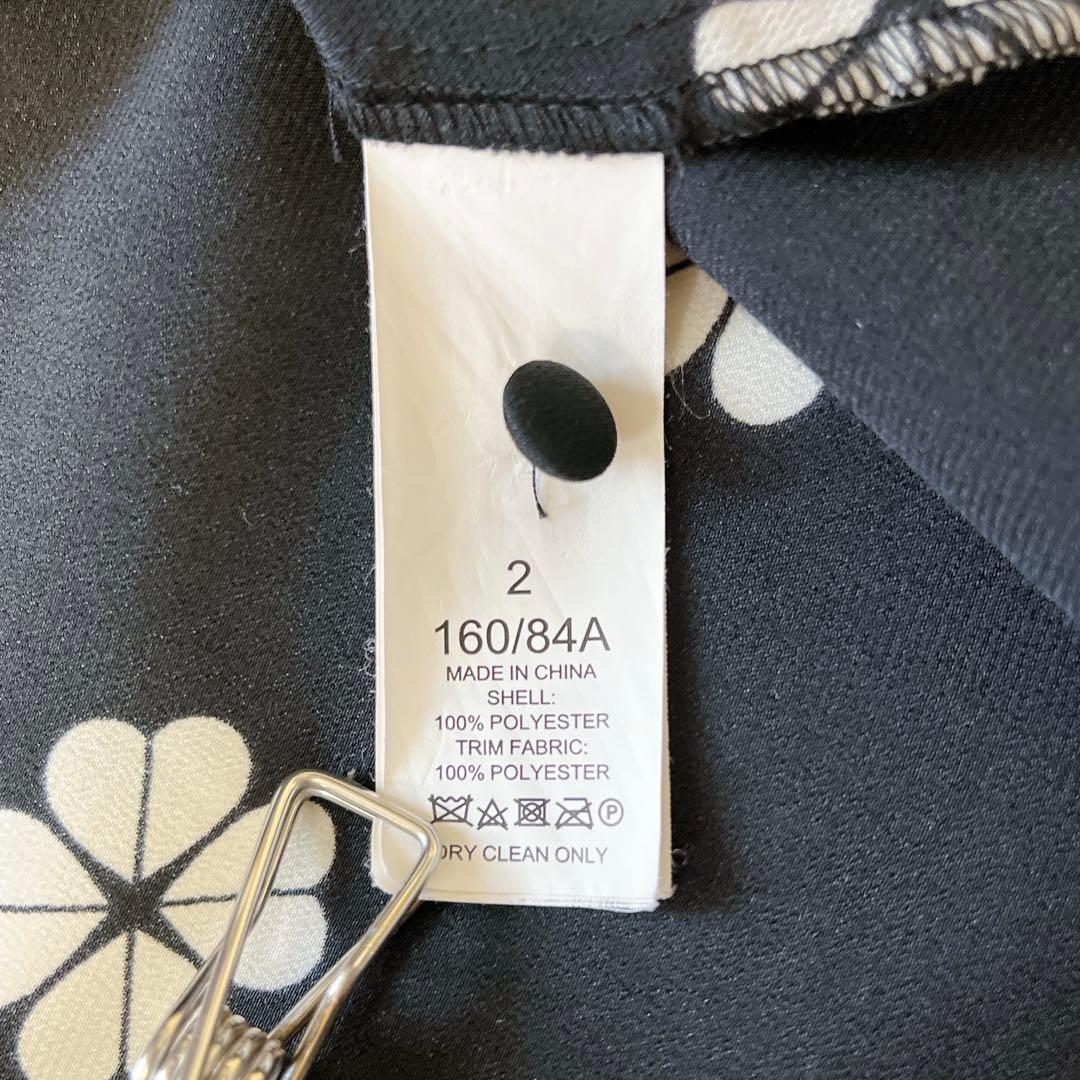 2
160/84A
MADE IN CHINA
SHELL:
100% POLYESTER
TRIM FABRIC:
100% POLYESTER
P
DRY CLEAN ONLY